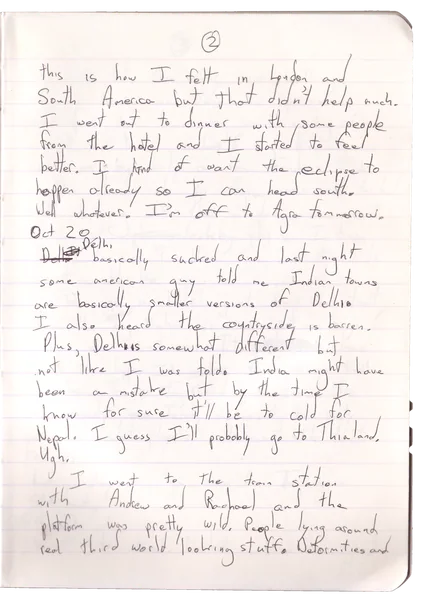 2
this is how I felt in London and
South America but that didn't help much.
I went out to dinner with some people
from the hotel and I started to feel
better. I kind of want the eclipse to
happen already so I can head south.
Well whatever. I'm off to Agra tommorrow.
Oct 20
Delhi basically sucked and last night
some american guy told me Indian towns
are basically smaller versions of Delhi.
I also heard the countryside is barren.
Plus, Delhi is somewhat different but
not like I was told. India might have
been a mistake but by the time I
know for sure it'll be to cold for
Nepal. I guess I'll probably go to Thialand.
Ugh.
I went to the train station
with Andrew and Rachael and the
platform was pretty wild. People lying around
real third world looking stuff. Deformities and